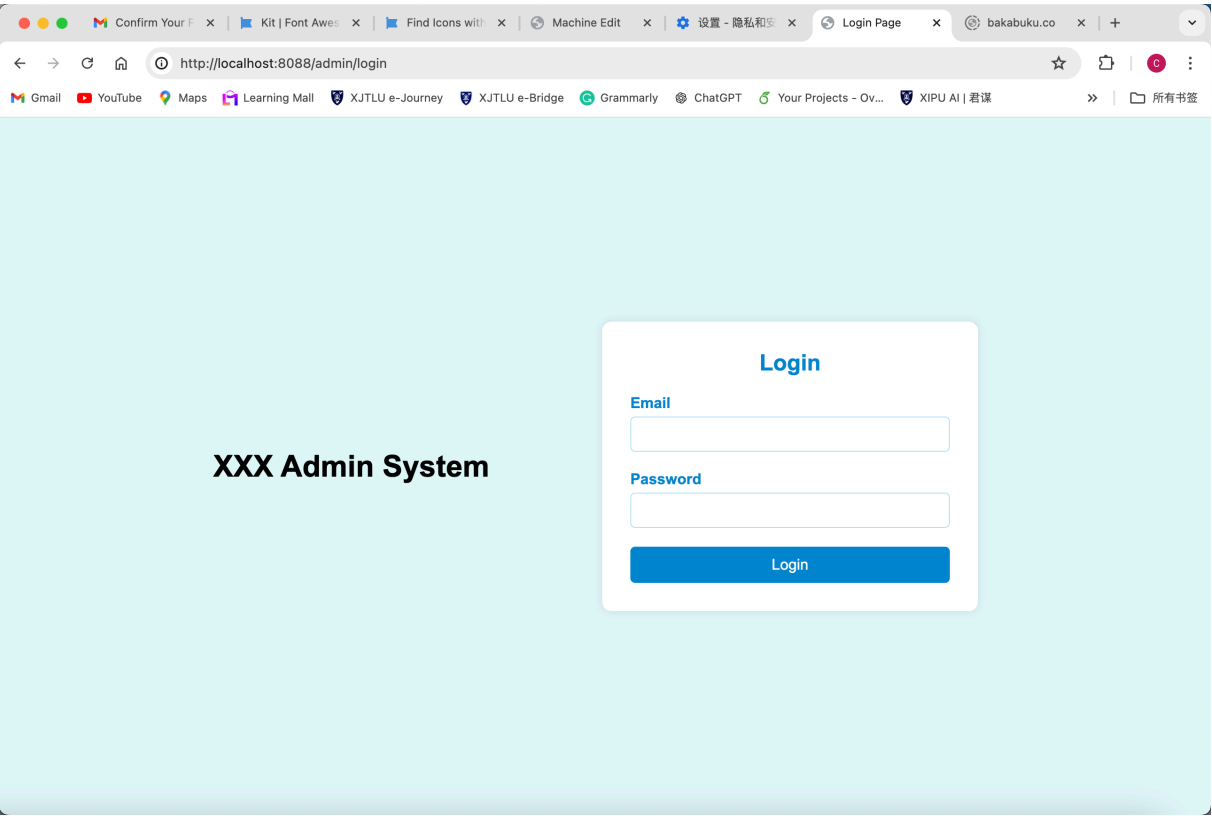 Confirm Your F
Kit | Font Awes
Find Icons with
Machine Edit
设置 - 隐私和安
Login Page
bakabuku.co
http://localhost:8088/admin/login
C
Gmail
YouTube
Maps
Learning Mall
XJTLU e-Journey
XJTLU e-Bridge
Grammarly
ChatGPT
Your Projects - Ov...
XIPU AI | 君谋
所有书签
XXX Admin System
Login
Email
Password
Login